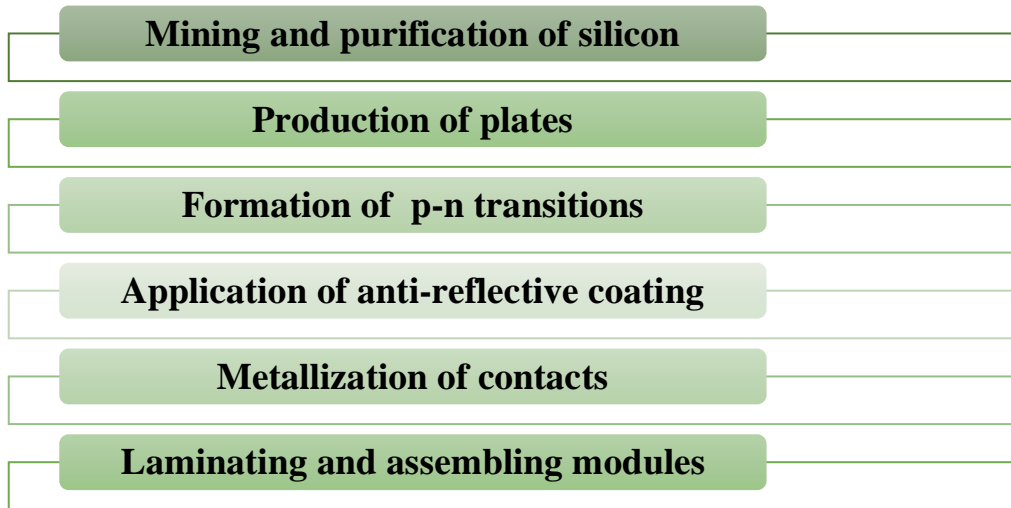 Mining and purification of silicon
Production of plates
Formation of  p-n transitions
Application of anti-reflective coating
Metallization of contacts
Laminating and assembling modules